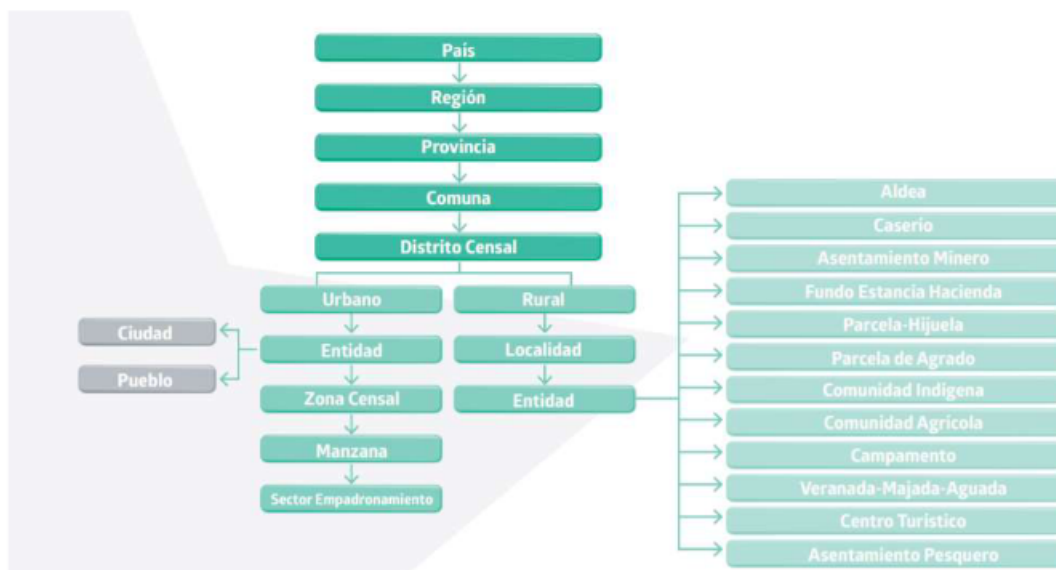 País
Región
Provincia
Comuna
Distrito Censal
Urbano
Rural
Ciudad
Pueblo
Entidad
Localidad
Zona Censal
Entidad
Manzana
Sector Empadronamiento
Aldea
Caserío
Asentamiento Minero
Fundo Estancia Hacienda
Parcela-Hijuela
Parcela de Agrado
Comunidad Indígena
Comunidad Agrícola
Campamento
Veranada-Majada-Aguada
Centro Turístico
Asentamiento Pesquero